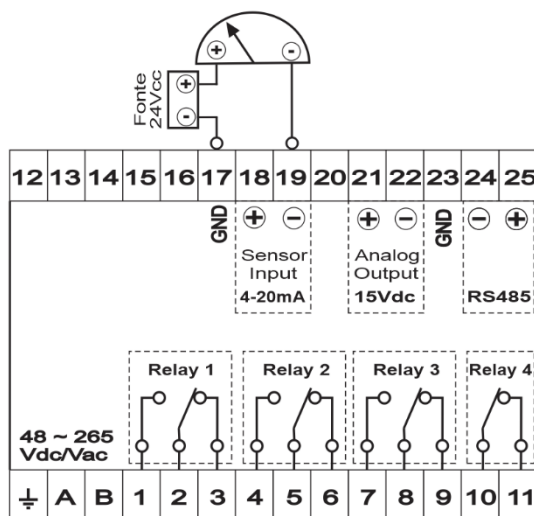 + -
Fonte
24Vcc
+
-
12 13 14 15 16 17 18 19 20 21 22 23 24 25
GND + - + - GND - +
Sensor
Input
4-20mA
Analog
Output
15Vdc
RS485
Relay 1 Relay 2 Relay 3 Relay 4
48 ~ 265
Vdc/Vac
⏚ A B 1 2 3 4 5 6 7 8 9 10 11